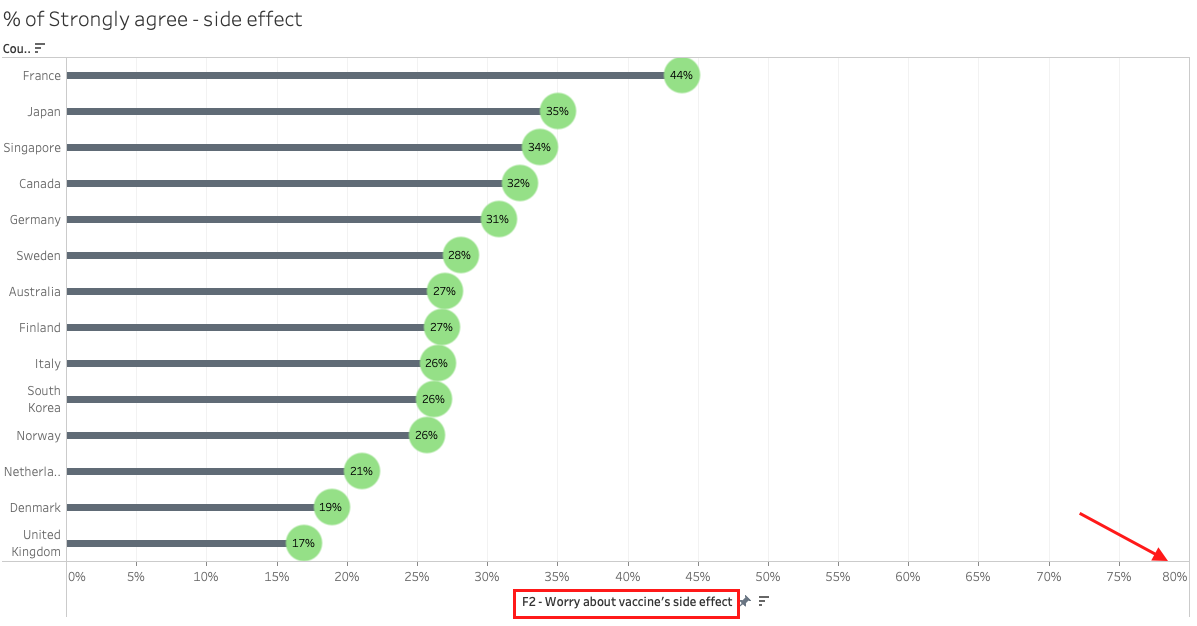 % of Strongly agree - side effect
Cou..
France 44%
Japan 35%
Singapore 34%
Canada 32%
Germany 31%
Sweden 28%
Australia 27%
Finland 27%
Italy 26%
South
Korea 26%
Norway 26%
Netherla.. 21%
Denmark 19%
United
Kingdom 17%
0% 5% 10% 15% 20% 25% 30% 35% 40% 45% 50% 55% 60% 65% 70% 75% 80%
F2 - Worry about vaccine's side effect